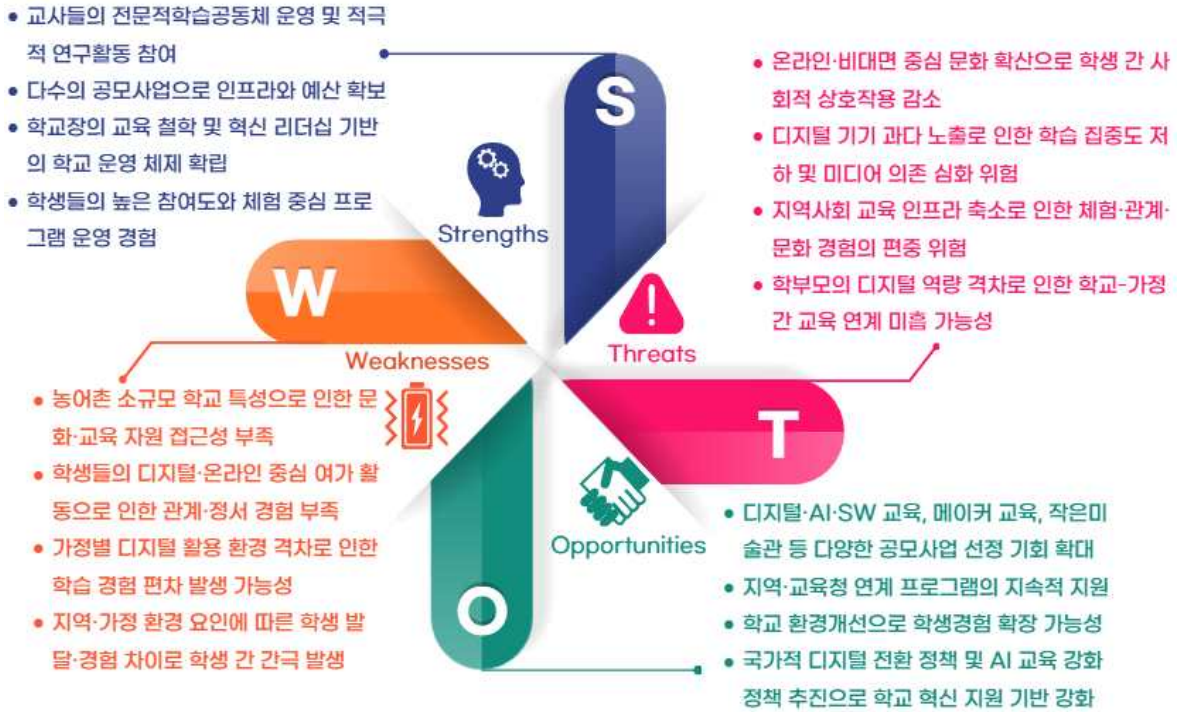 • 교사들의 전문적학습공동체 운영 및 적극
적 연구활동 참여
• 다수의 공모사업으로 인프라와 예산 확보
• 학교장의 교육 철학 및 혁신 리더십 기반
의 학교 운영 체제 확립
• 학생들의 높은 참여도와 체험 중심 프로
그램 운영 경험
S
Strengths
• 온라인·비대면 중심 문화 확산으로 학생 간 사
회적 상호작용 감소
• 디지털 기기 과다 노출로 인한 학습 집중도 저
하 및 미디어 의존 심화 위험
• 지역사회 교육 인프라 축소로 인한 체험·관계·
문화 경험의 편중 위험
• 학부모의 디지털 역량 격차로 인한 학교-가정
간 교육 연계 미흡 가능성
Threats
T
W
Weaknesses
• 농어촌 소규모 학교 특성으로 인한 문
화·교육 자원 접근성 부족
• 학생들의 디지털·온라인 중심 여가 활
동으로 인한 관계·정서 경험 부족
• 가정별 디지털 활용 환경 격차로 인한
학습 경험 편차 발생 가능성
• 지역·가정 환경 요인에 따른 학생 발
달·경험 차이로 학생 간 간극 발생
O
Opportunities
• 디지털·AI·SW 교육, 메이커 교육, 작은미
술관 등 다양한 공모사업 선정 기회 확대
• 지역·교육청 연계 프로그램의 지속적 지원
• 학교 환경개선으로 학생경험 확장 가능성
• 국가적 디지털 전환 정책 및 AI 교육 강화
정책 추진으로 학교 혁신 지원 기반 강화